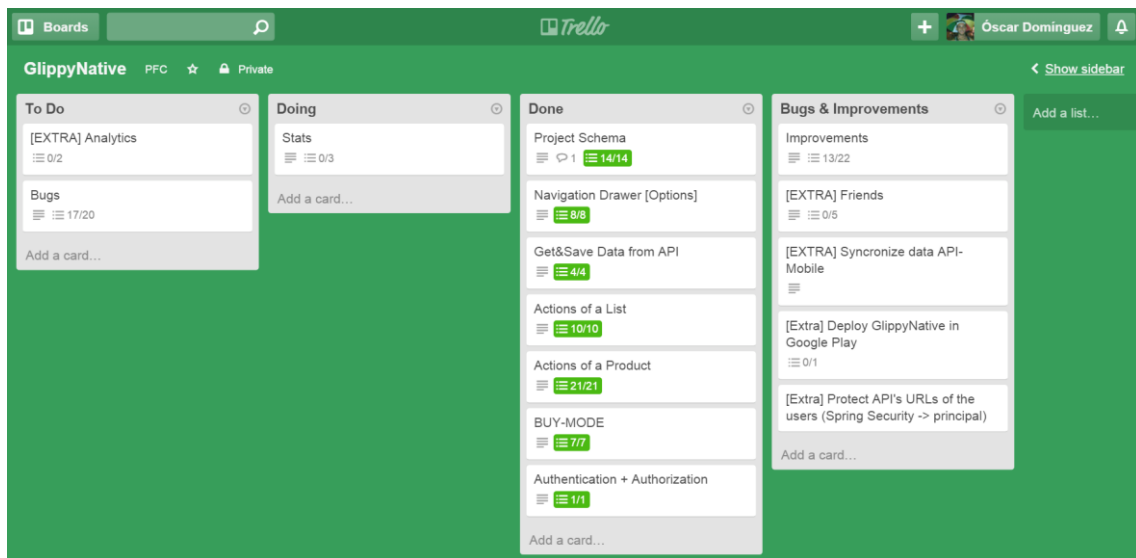 Boards
Trello
Óscar Domínguez
GlippyNative PFC Private
Show sidebar
To Do
[EXTRA] Analytics
0/2
Bugs
17/20
Add a card...
Doing
Stats
0/3
Add a card...
Done
Project Schema
1 14/14
Navigation Drawer [Options]
8/8
Get&Save Data from API
4/4
Actions of a List
10/10
Actions of a Product
21/21
BUY-MODE
7/7
Authentication + Authorization
1/1
Add a card...
Bugs & Improvements
Improvements
13/22
[EXTRA] Friends
0/5
[EXTRA] Syncronize data API-
Mobile
[Extra] Deploy GlippyNative in
Google Play
0/1
[Extra] Protect API's URLs of the
users (Spring Security -> principal)
Add a card...
Add a list...